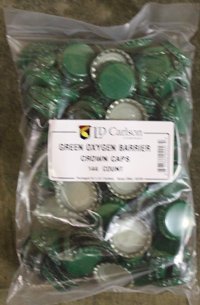 LD Carlson
GREEN OXYGEN BARRIER
CROWN CAPS
144 COUNT